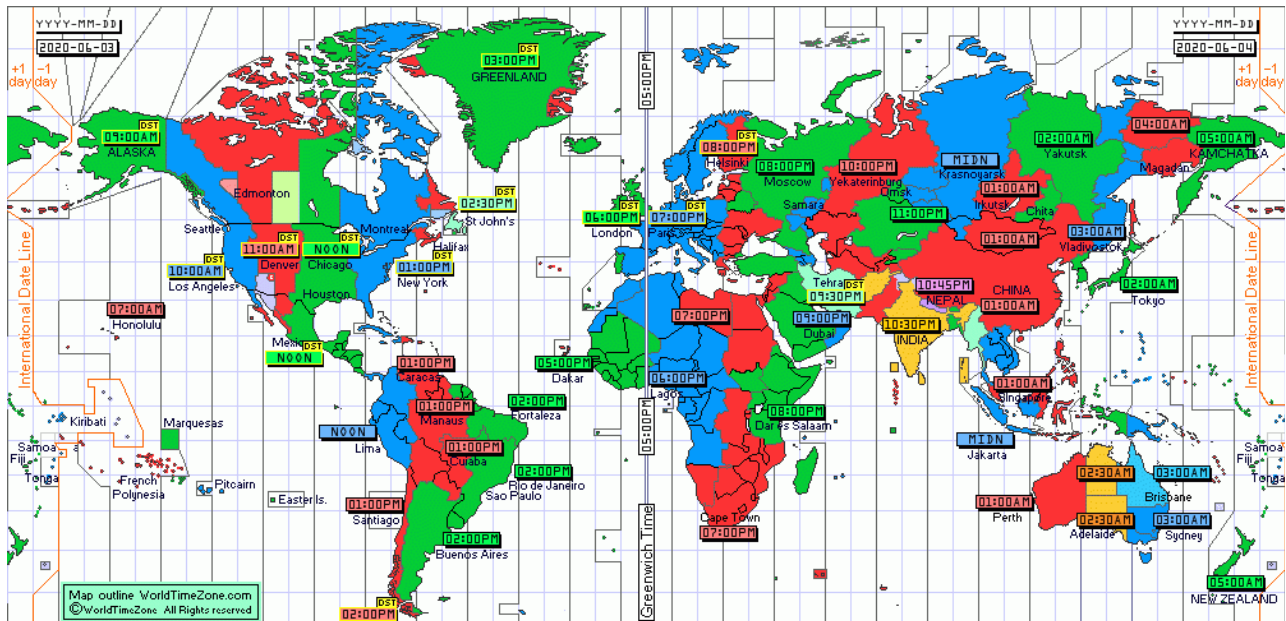 YYYY-MM-DD
2020-06-03
YYYY-MM-DD
2020-06-04
+1 day
-1 day
+1 day
-1 day
DST
03:00PM
GREENLAND
05:00PM
DST
09:00AM
ALASKA
DST
08:00PM
Helsinki
08:00PM
Moscow
10:00PM
Yekaterinburg
MIDN
Krasnoyarsk
02:00AM
Yakutsk
04:00AM
Magadan
05:00AM
KAMCHATKA
Edmonton
DST
02:30PM
St John's
DST
06:00PM
London
DST
07:00PM
Paris
Samara
Omsk
11:00PM
01:00AM
Irkutsk
Chita
Seattle
Montreal
Halifax
DST
11:00AM
Denver
DST
NOON
Chicago
01:00AM
03:00AM
Vladivostok
DST
10:00AM
Los Angeles
DST
01:00PM
New York
Houston
Tehra
DST
09:30PM
10:45PM
NEPAL
CHINA
01:00AM
02:00AM
Tokyo
07:00AM
Honolulu
07:00PM
09:00PM
Dubai
10:30PM
INDIA
International Date Line
International Date Line
Mexi
DST
NOON
01:00PM
Caracas
05:00PM
Dakar
06:00PM
Lagos
01:00AM
Singapore
Kiribati
Marquesas
01:00PM
Manaus
02:00PM
Fortaleza
05:00PM
08:00PM
Dar es Salaam
NOON
Lima
01:00PM
Cuiaba
MIDN
Jakarta
Samoa
Fiji
Tonga
French
Polynesia
Pitcairn
Easter Is.
02:00PM
Rio de Janeiro
Sao Paulo
02:30AM
03:00AM
Brisbane
Samoa
Fiji
Tonga
01:00PM
Santiago
Cape Town
07:00PM
01:00AM
Perth
02:30AM
Adelaide
03:00AM
Sydney
02:00PM
Buenos Aires
Greenwich Time
05:00AM
NEW ZEALAND
DST
02:00PM
Map outline WorldTimeZone.com
©WorldTimeZone All Rights reserved